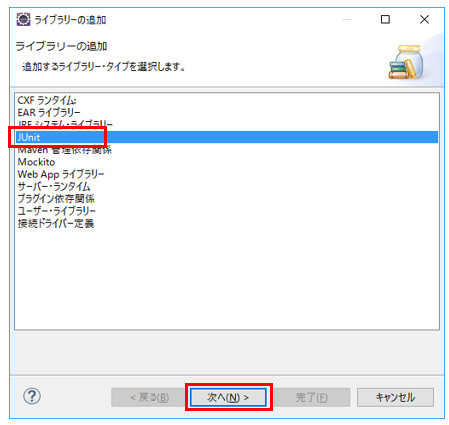 ライブラリーの追加
ライブラリーの追加
追加するライブラリー・タイプを選択します。
CXF ランタイム:
EAR ライブラリー
JRE システム・ライブラリー
JUnit
Maven 管理依存関係
Mockito
Web App ライブラリー
サーバー・ランタイム
プラグイン依存関係
ユーザー・ライブラリー
接続ドライバー定義
< 戻る(B)
次へ(N) >
完了(F)
キャンセル